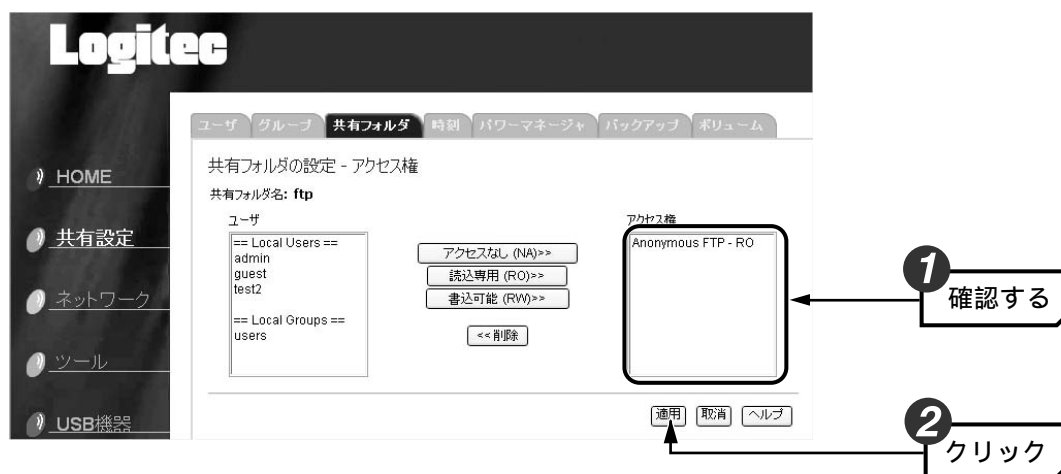 Logitec
ユーザ グループ 共有フォルダ 時刻 パワーマネージャ バックアップ ボリューム
HOME
共有設定
ネットワーク
ツール
USB機器
共有フォルダの設定 - アクセス権
共有フォルダ名: ftp
ユーザ
== Local Users ==
admin
guest
test2
== Local Groups ==
users
アクセスなし (NA)>>
読込専用 (RO)>>
書込可能 (RW)>>
<<削除
アクセス権
Anonymous FTP - RO
適用 取消 ヘルプ
1
確認する
2
クリック